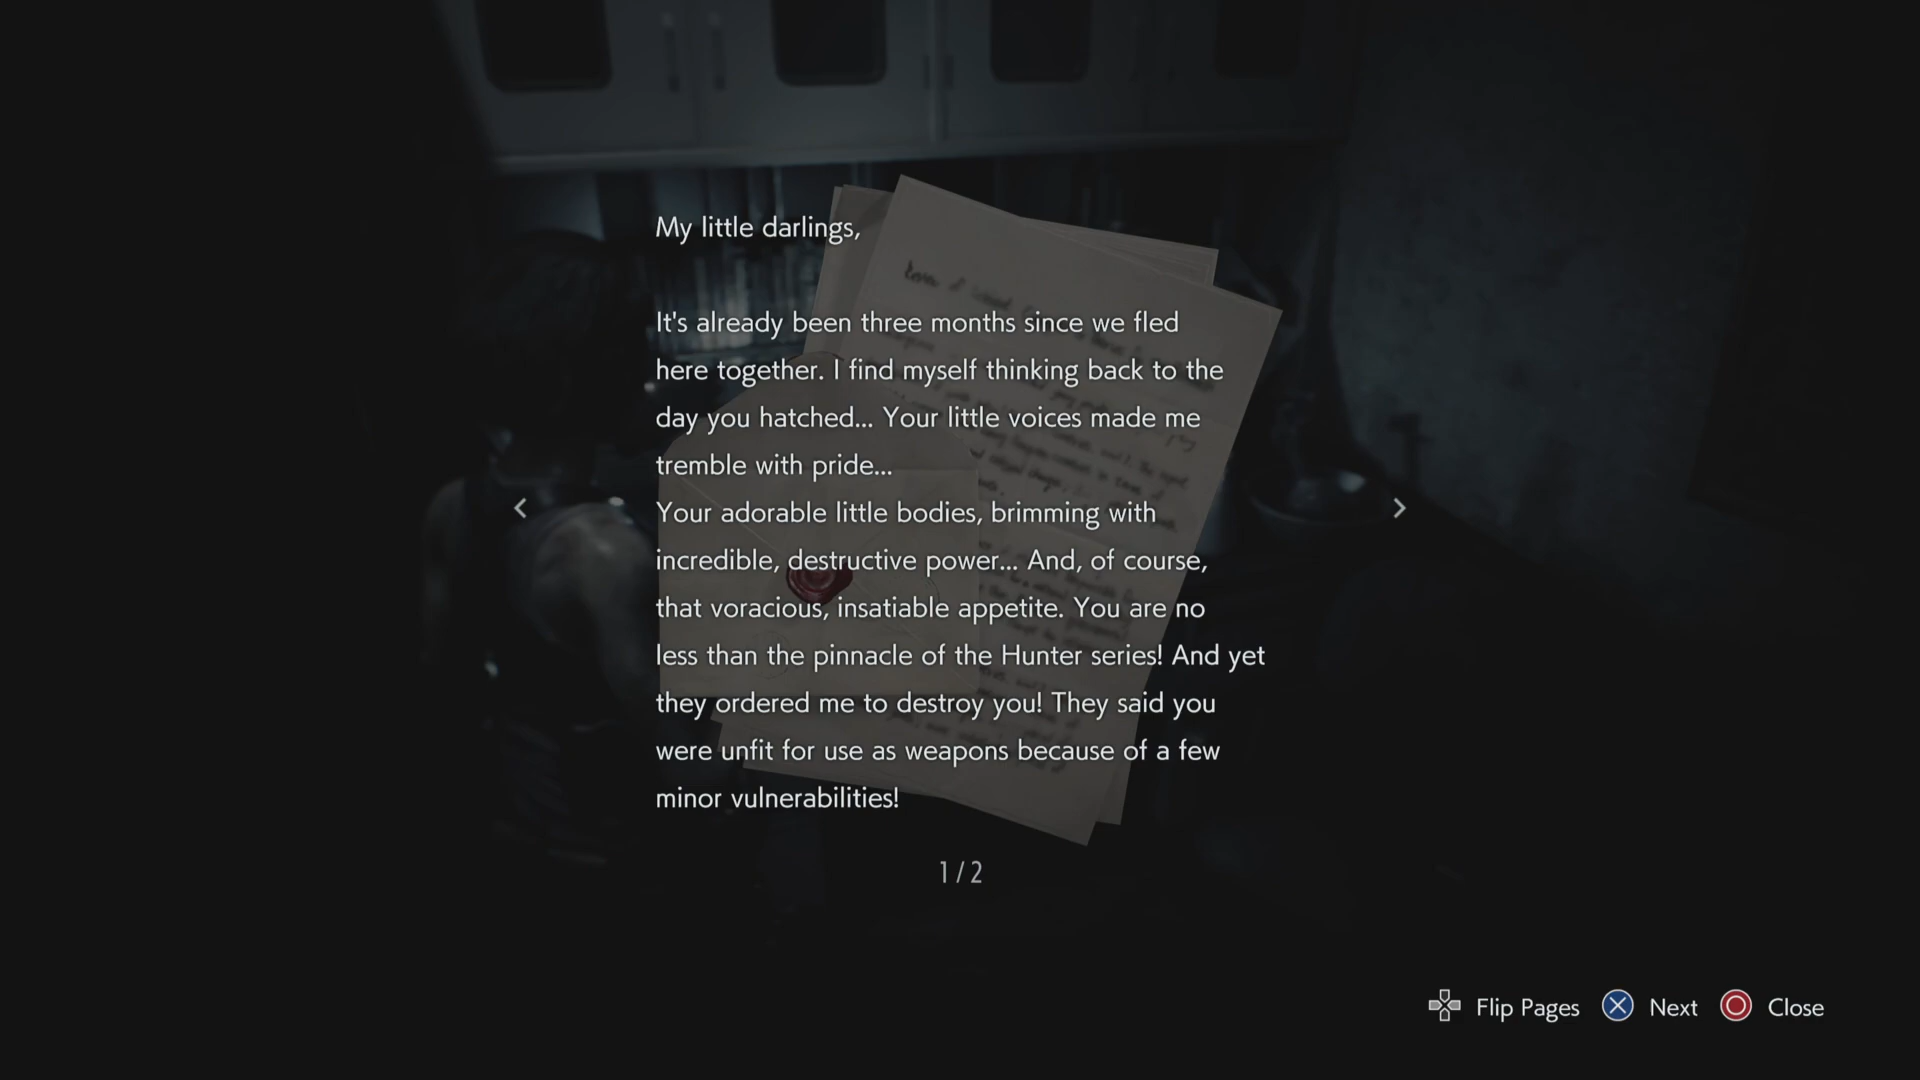 My little darlings,
It's already been three months since we fled
here together. I find myself thinking back to the
day you hatched... Your little voices made me
tremble with pride...
Your adorable little bodies, brimming with
incredible, destructive power... And, of course,
that voracious, insatiable appetite. You are no
less than the pinnacle of the Hunter series! And yet
they ordered me to destroy you! They said you
were unfit for use as weapons because of a few
minor vulnerabilities!
1 / 2
Flip Pages Next Close